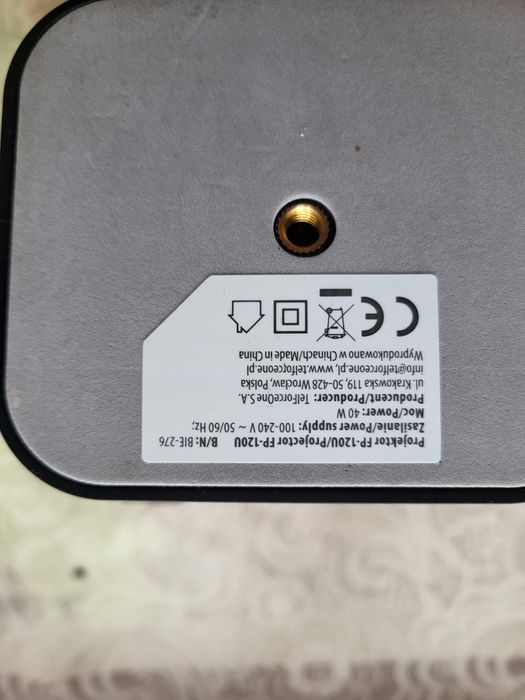 Projektor FP-120U/Projector FP-120U B/N: BIE-276
Zasilanie/Power supply: 100-240 V ~ 50/60 Hz;
Moc/Power: 40 W
Producent/Producer: TelForceOne S.A.
ul. Krakowska 119, 50-428 Wrocław, Polska
info@telforceone.pl, www.telforceone.pl
Wyprodukowano w Chinach/Made in China
CE